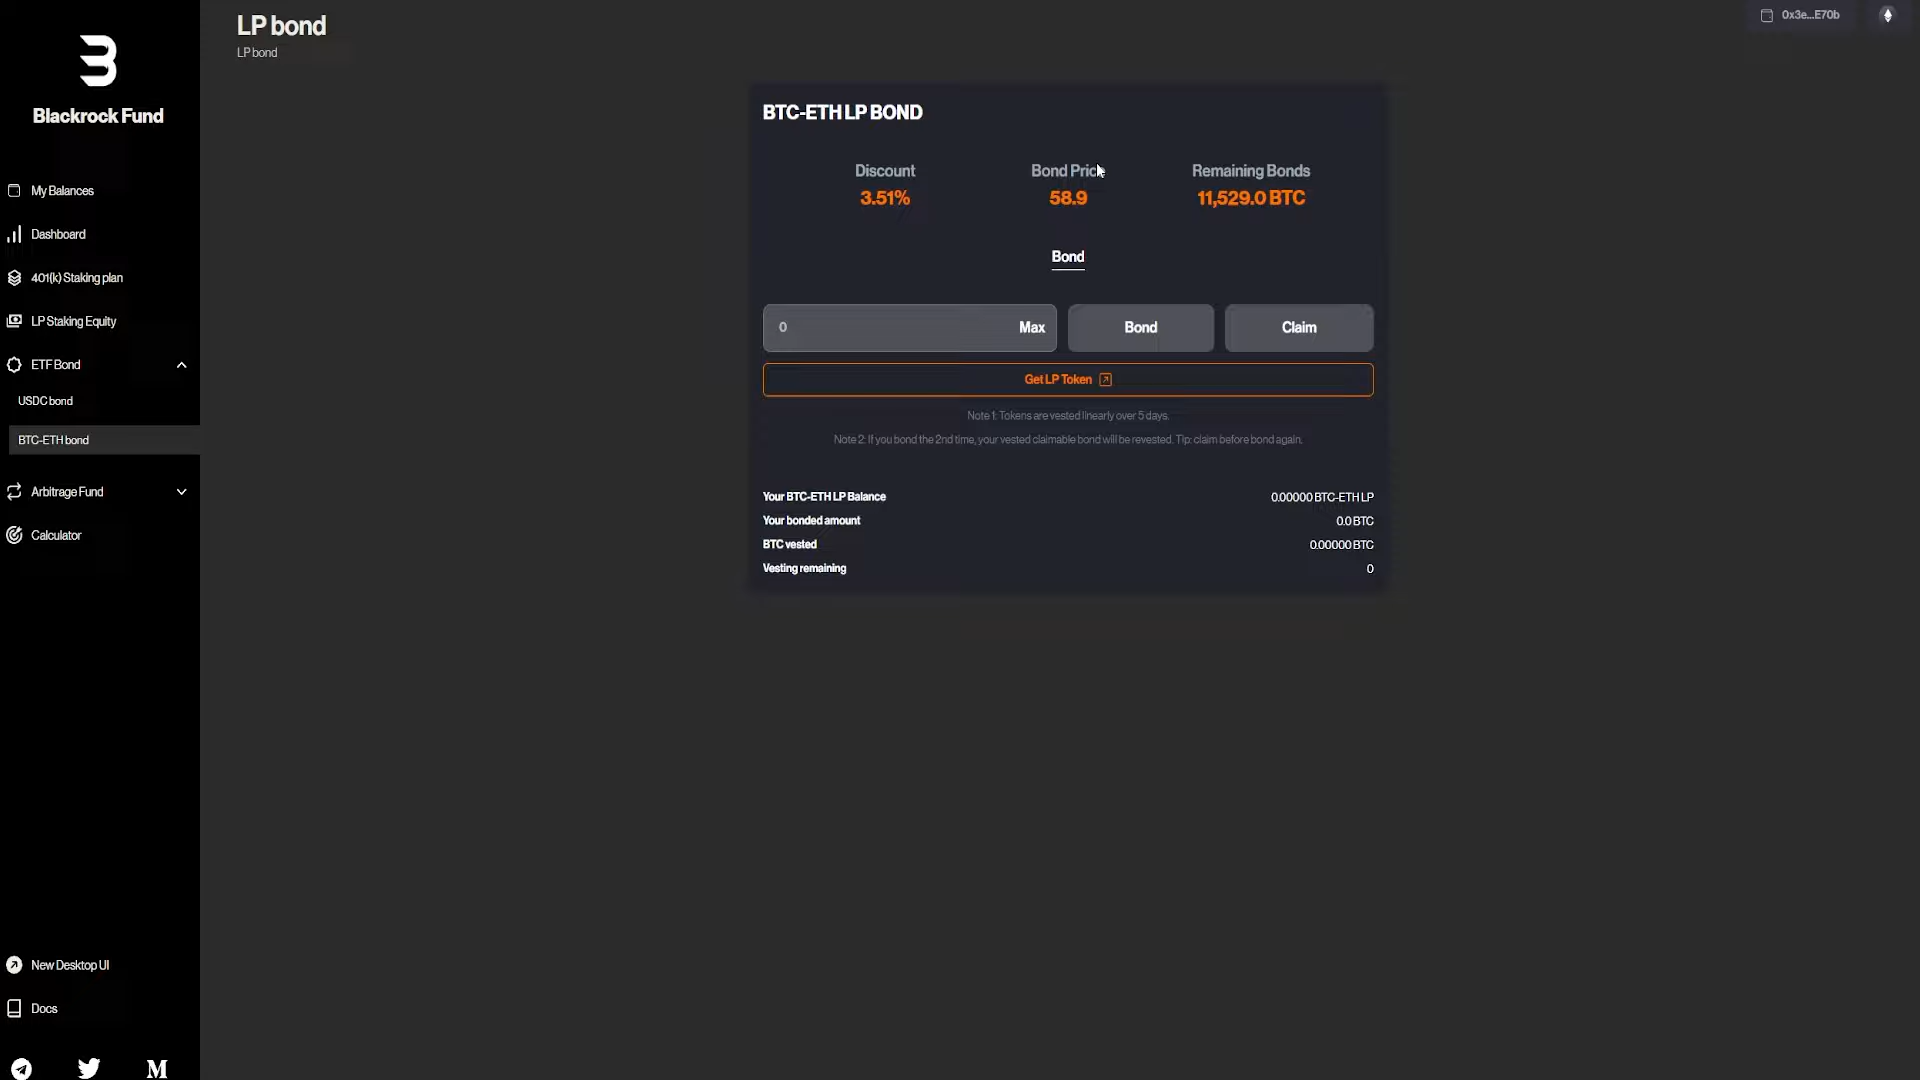 LP bond
LP bond
0x3e...E70b
Blackrock Fund
My Balances
Dashboard
401(k) Staking plan
LP Staking Equity
ETF Bond
USDC bond
BTC-ETH bond
Arbitrage Fund
Calculator
New Desktop UI
Docs
BTC-ETH LP BOND
Discount
Bond Price
Remaining Bonds
3.51%
58.9
11,529.0 BTC
Bond
0
Max
Bond
Claim
Get LP Token
Note 1: Tokens are vested linearly over 5 days.
Note 2: If you bond the 2nd time, your vested claimable bond will be revested. Tip: claim before bond again.
Your BTC-ETH LP Balance
0.00000 BTC-ETH LP
Your bonded amount
0.0 BTC
BTC vested
0.00000 BTC
Vesting remaining
0